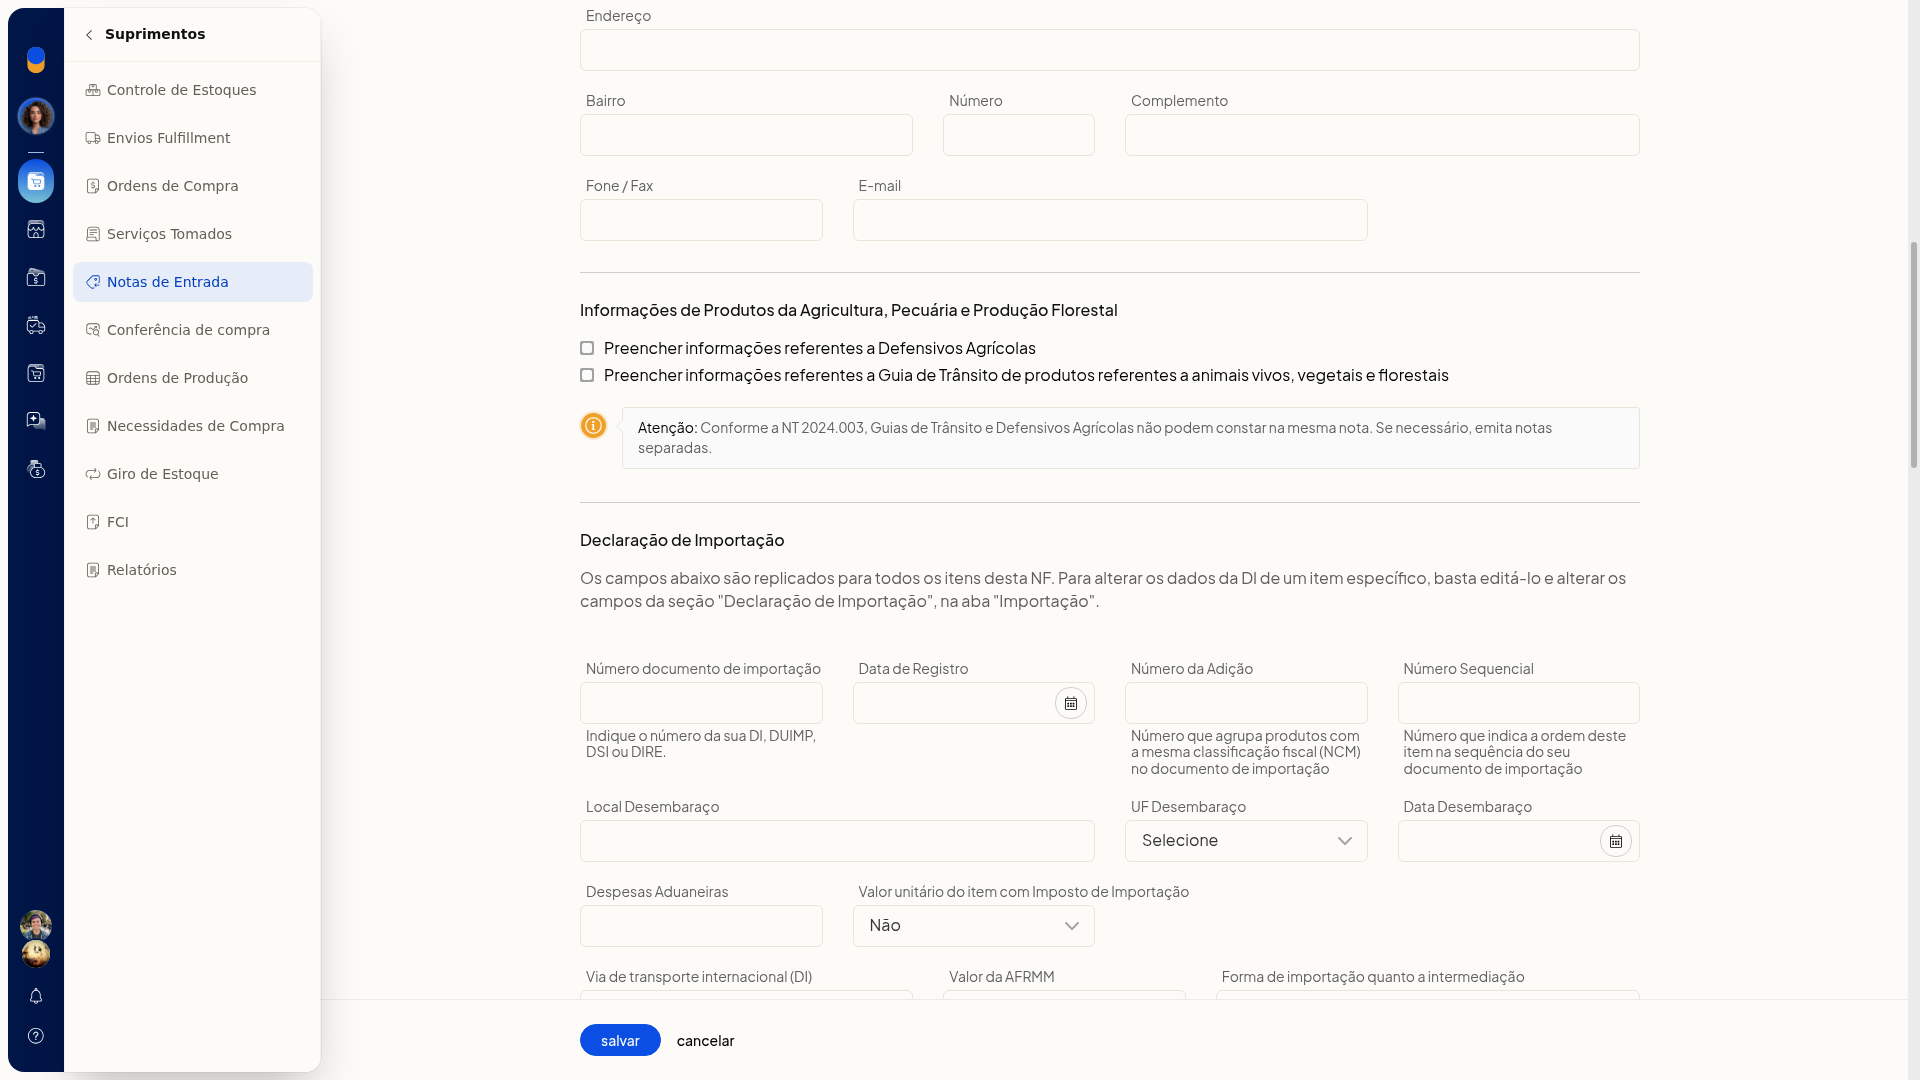 Suprimentos
Controle de Estoques
Envios Fulfillment
Ordens de Compra
Serviços Tomados
Notas de Entrada
Conferência de compra
Ordens de Produção
Necessidades de Compra
Giro de Estoque
FCI
Relatórios
Endereço
Bairro
Número
Complemento
Fone / Fax
E-mail
Informações de Produtos da Agricultura, Pecuária e Produção Florestal
Preencher informações referentes a Defensivos Agrícolas
Preencher informações referentes a Guia de Trânsito de produtos referentes a animais vivos, vegetais e florestais
Atenção: Conforme a NT 2024.003, Guias de Trânsito e Defensivos Agrícolas não podem constar na mesma nota. Se necessário, emita notas
separadas.
Declaração de Importação
Os campos abaixo são replicados para todos os itens desta NF. Para alterar os dados da DI de um item específico, basta editá-lo e alterar os
campos da seção "Declaração de Importação", na aba "Importação".
Número documento de importação
Indique o número da sua DI, DUIMP,
DSI ou DIRE.
Data de Registro
Número da Adição
Número que agrupa produtos com
a mesma classificação fiscal (NCM)
no documento de importação
Número Sequencial
Número que indica a ordem deste
item na sequência do seu
documento de importação
Local Desembaraço
UF Desembaraço
Selecione
Data Desembaraço
Despesas Aduaneiras
Valor unitário do item com Imposto de Importação
Não
Via de transporte internacional (DI)
Valor da AFRMM
Forma de importação quanto a intermediação
salvar
cancelar